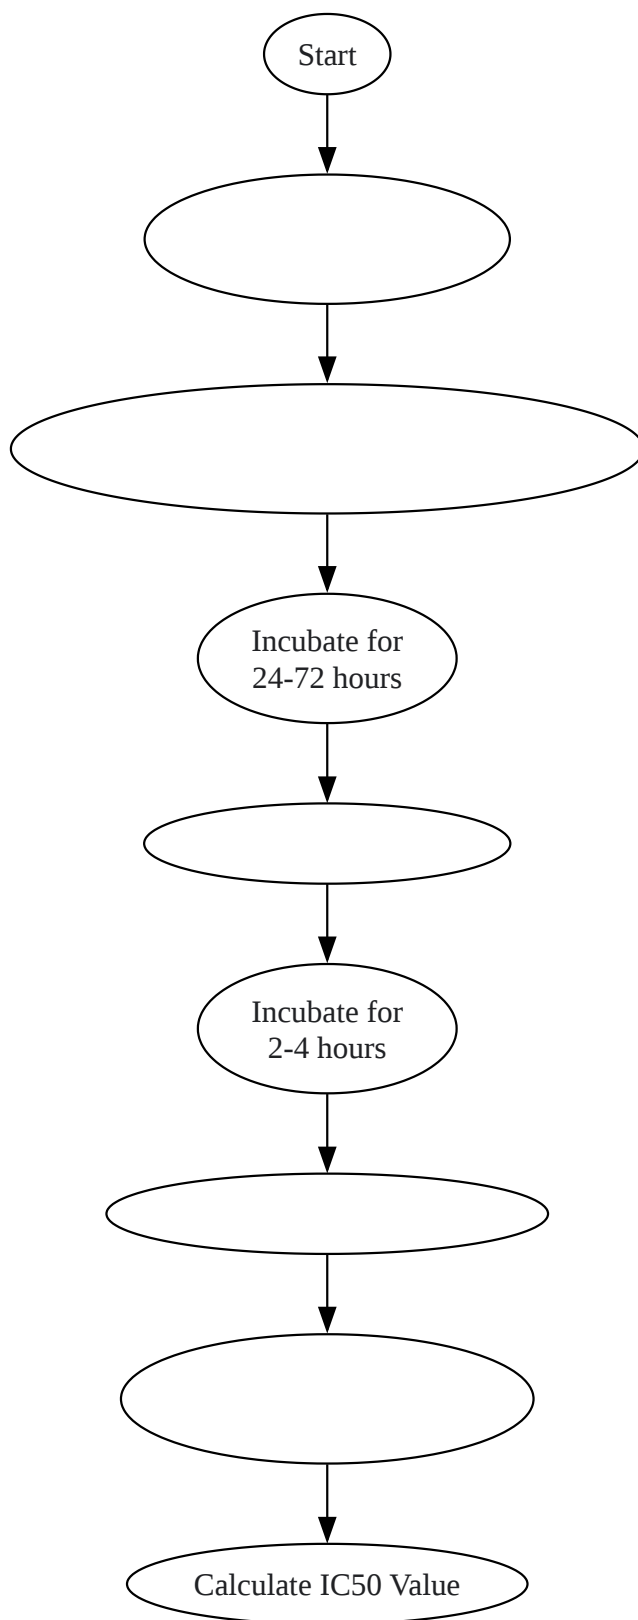 Start
Incubate for
24-72 hours
Incubate for
2-4 hours
Calculate IC50 Value